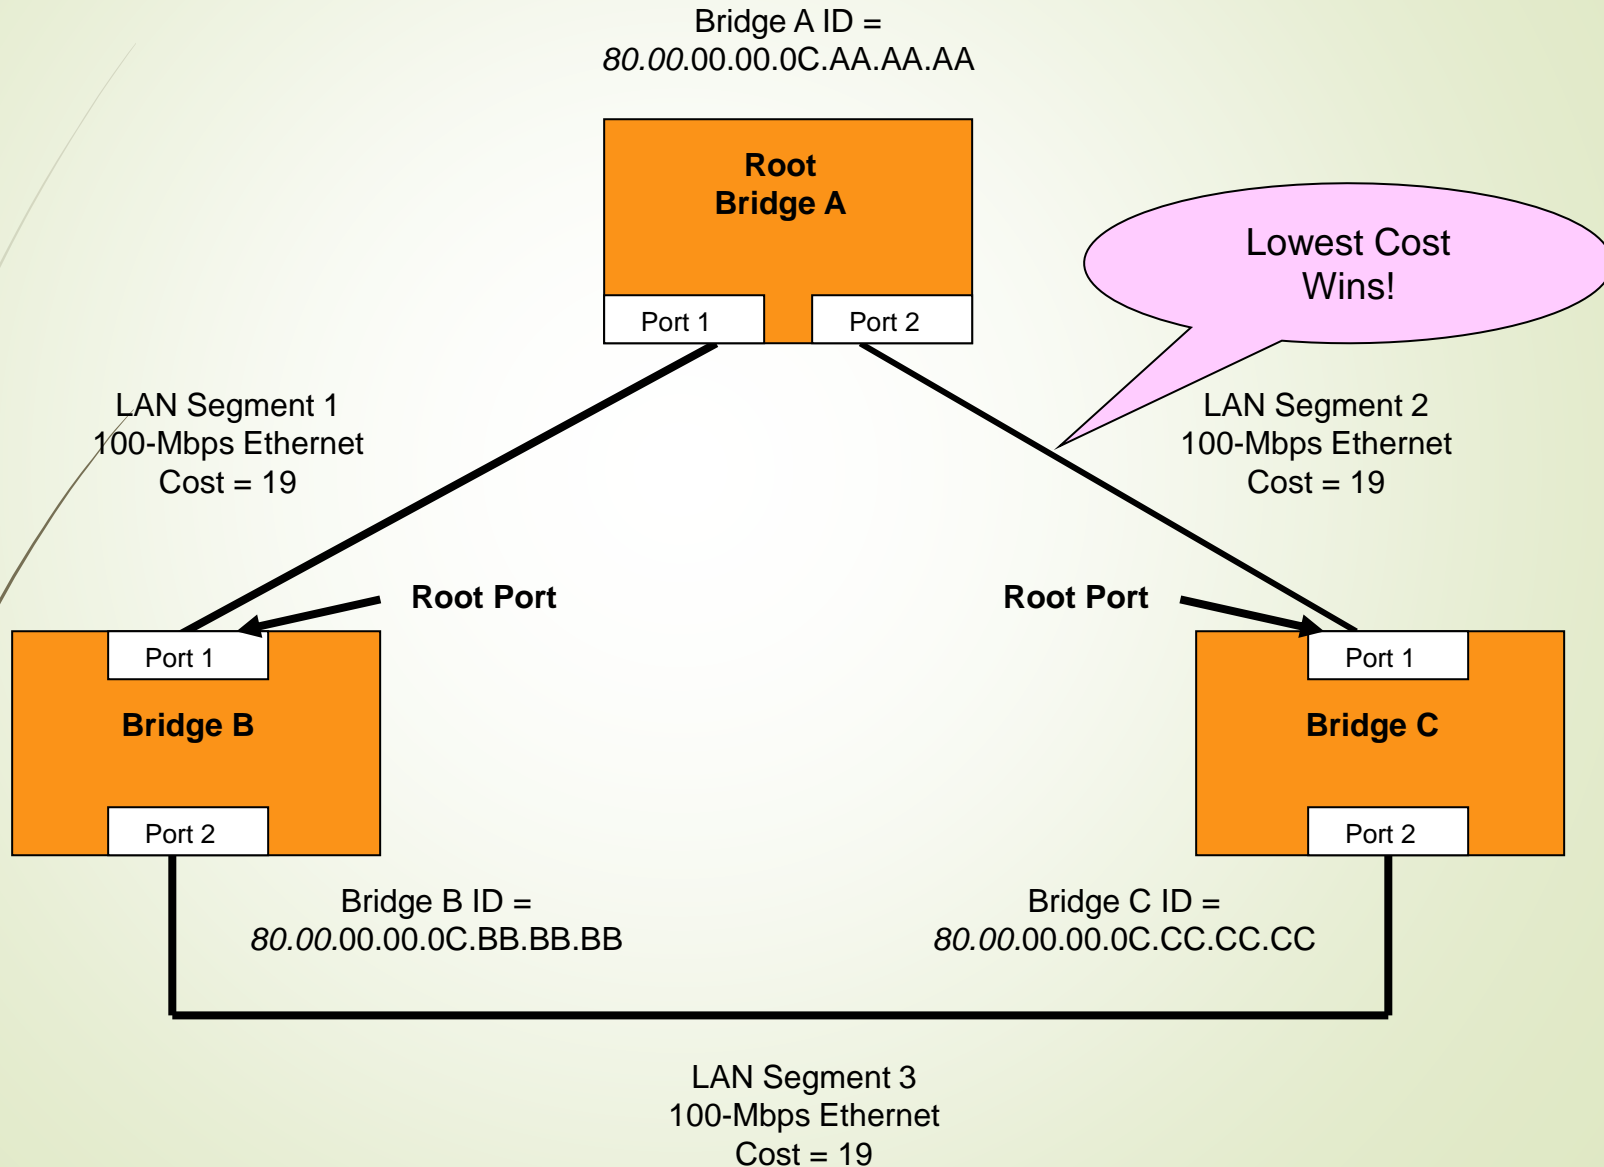 Bridge A ID =
80.00.00.00.0C.AA.AA.AA
Root
Bridge A
Port 1
Port 2
Lowest Cost
Wins!
LAN Segment 1
100-Mbps Ethernet
Cost = 19
LAN Segment 2
100-Mbps Ethernet
Cost = 19
Root Port
Root Port
Port 1
Bridge B
Port 2
Port 1
Bridge C
Port 2
Bridge B ID =
80.00.00.00.0C.BB.BB.BB
Bridge C ID =
80.00.00.00.0C.CC.CC.CC
LAN Segment 3
100-Mbps Ethernet
Cost = 19